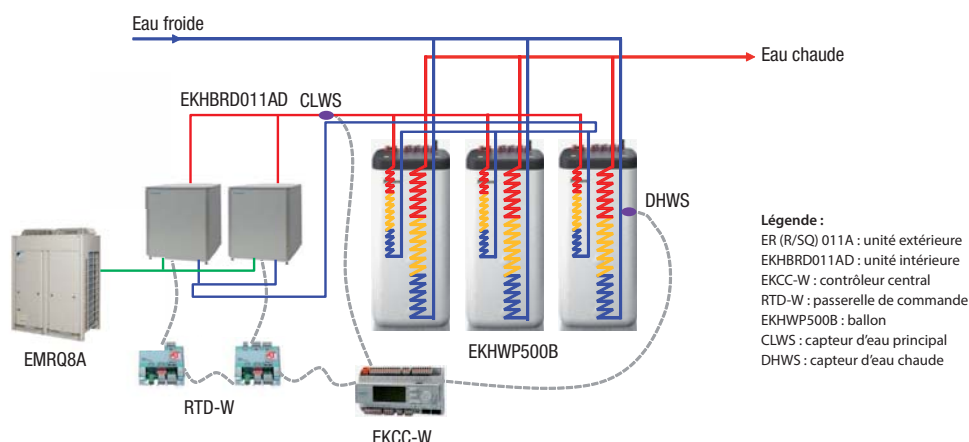 Eau froide
Eau chaude
EKHBRD011AD
CLWS
DHWS
Légende :
ER (R/SQ) 011A : unité extérieure
EKHBRD011AD : unité intérieure
EKCC-W : contrôleur central
RTD-W : passerelle de commande
EKHWP500B : ballon
CLWS : capteur d'eau principal
DHWS : capteur d'eau chaude
EMRQ8A
EKHWP500B
RTD-W
EKCC-W